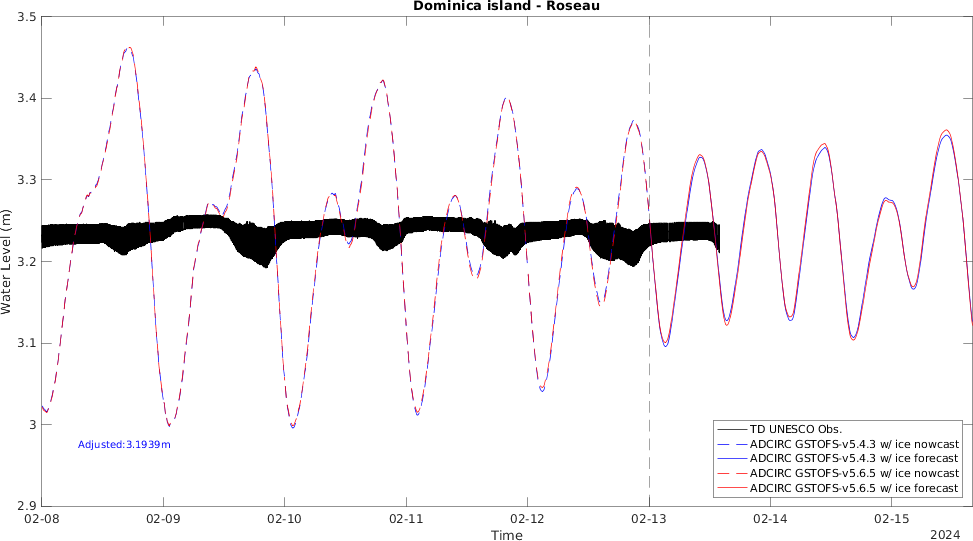 Dominica island - Roseau
3.5
3.4
3.3
3.2
3.1
3
2.9
Water Level (m)
Adjusted:3.1939m
TD UNESCO Obs.
ADCIRC GSTOFS-v5.4.3 w/ ice nowcast
ADCIRC GSTOFS-v5.4.3 w/ ice forecast
ADCIRC GSTOFS-v5.6.5 w/ ice nowcast
ADCIRC GSTOFS-v5.6.5 w/ ice forecast
02-08 02-09 02-10 02-11 02-12 02-13 02-14 02-15
Time
2024